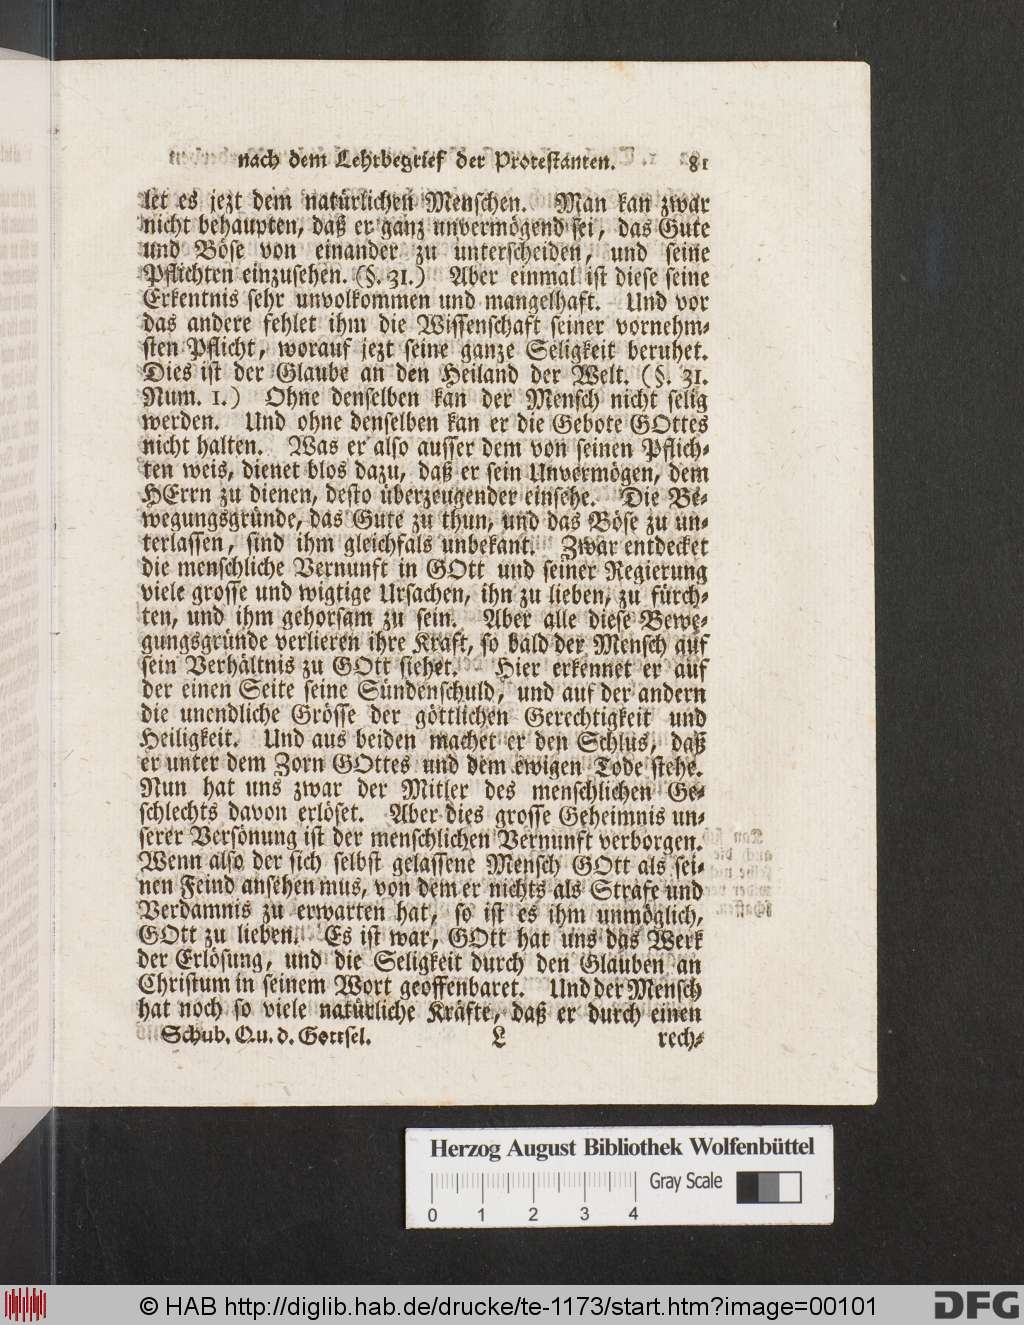 nach dem Lehrbegrief der Protestanten. 81
let es jezt dem natürlichen Menschen. Man kan zwar
nicht behaupten, daß er ganz unvermögend sei, das Gute
und Böse von einander zu unterscheiden, und seine
Pflichten einzusehen. (§. 31.) Aber einmal ist diese seine
Erkentnis sehr unvolkommen und mangelhaft. Und vor
das andere fehlet ihm die Wissenschaft seiner vornehm-
sten Pflicht, worauf jezt seine ganze Seligkeit beruhet.
Dies ist der Glaube an den Heiland der Welt. (§. 31.
Num. 1.) Ohne denselben kan der Mensch nicht selig
werden. Und ohne denselben kan er die Gebote GOttes
nicht halten. Was er also ausser dem von seinen Pflich-
ten weis, dienet blos dazu, daß er sein Unvermögen, dem
HErrn zu dienen, desto überzeugender einsehe. Die Be-
wegungsgründe, das Gute zu thun, und das Böse zu un-
terlassen, sind ihm gleichfals unbekant. Zwar entdecket
die menschliche Vernunft in GOtt und seiner Regierung
viele grosse und wigtige Ursachen, ihn zu lieben, zu fürch-
ten, und ihm gehorsam zu sein. Aber alle diese Bewe-
gungsgründe verlieren ihre Kraft, so bald der Mensch auf
sein Verhältnis zu GOtt siehet. Hier erkennet er auf
der einen Seite seine Sündenschuld, und auf der andern
die unendliche Grösse der göttlichen Gerechtigkeit und
Heiligkeit. Und aus beiden machet er den Schlus, daß
er unter dem Zorn GOttes und dem ewigen Tode stehe.
Nun hat uns zwar der Mitler des menschlichen Ge-
schlechts davon erlöset. Aber dies grosse Geheimnis un-
serer Versönung ist der menschlichen Vernunft verborgen.
Wenn also der sich selbst gelassene Mensch GOtt als sei-
nen Feind ansehen mus, von dem er nichts als Strafe und
Verdamnis zu erwarten hat, so ist es ihm unmöglich,
GOtt zu lieben. Es ist war, GOtt hat uns das Werk
der Erlösung, und die Seligkeit durch den Glauben an
Christum in seinem Wort geoffenbaret. Und der Mensch
hat noch so viele natürliche Kräfte, daß er durch einen
Schub. Qu. d. Gottsel. L rech-
Herzog August Bibliothek Wolfenbüttel
Gray Scale
0 1 2 3 4
© HAB http://diglib.hab.de/drucke/te-1173/start.htm?image=00101 DFG